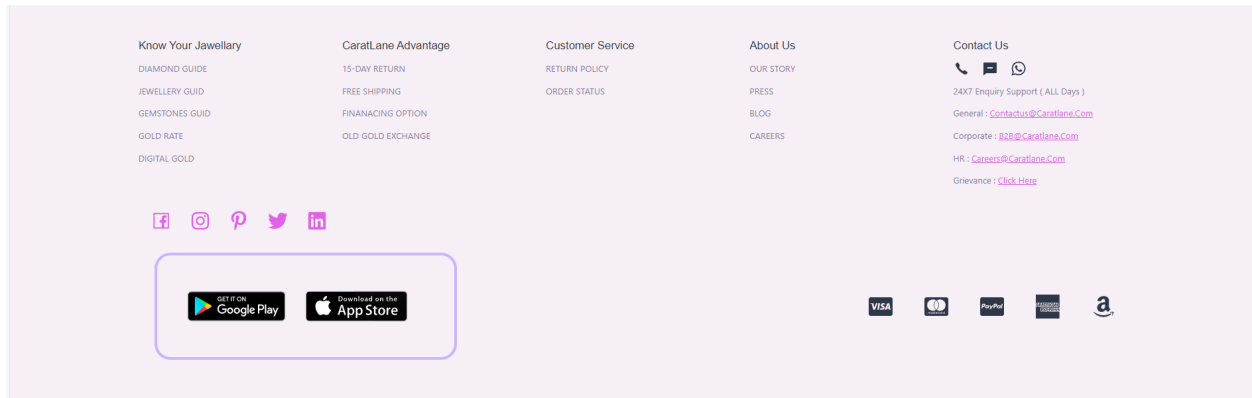 Know Your Jawellary
DIAMOND GUIDE
JEWELLERY GUID
GEMSTONES GUID
GOLD RATE
DIGITAL GOLD
CaratLane Advantage
15-DAY RETURN
FREE SHIPPING
FINANACING OPTION
OLD GOLD EXCHANGE
Customer Service
RETURN POLICY
ORDER STATUS
About Us
OUR STORY
PRESS
BLOG
CAREERS
Contact Us
24X7 Enquiry Support ( ALL Days )
General : Contactus@Caratlane.Com
Corporate : B2B@Caratlane.Com
HR : Careers@Caratlane.Com
Grievance : Click Here
GET IT ON
Google Play
Download on the
App Store
VISA
PayPal
AMERICAN
EXPRESS